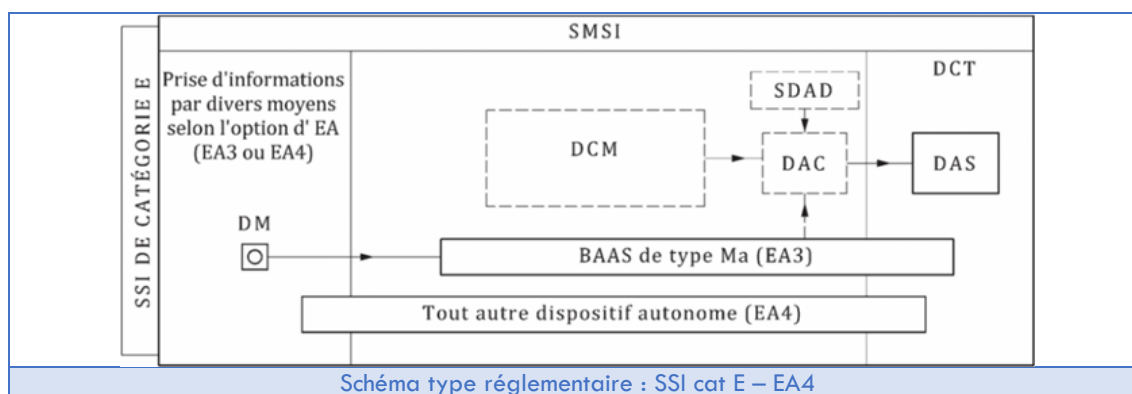 SSI DE CATÉGORIE E
SMSI
Prise d'informations
par divers moyens
selon l'option d' EA
(EA3 ou EA4)
DM
DCM
SDAD
DAC
DCT
DAS
BAAS de type Ma (EA3)
Tout autre dispositif autonome (EA4)
Schéma type réglementaire : SSI cat E – EA4